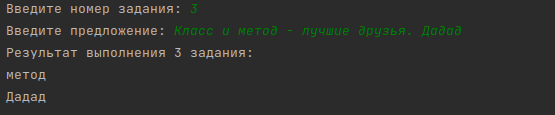 Введите номер задания: 3
Введите предложение: Класс и метод - лучшие друзья. Дадад
Результат выполнения 3 задания:
метод
Дадад